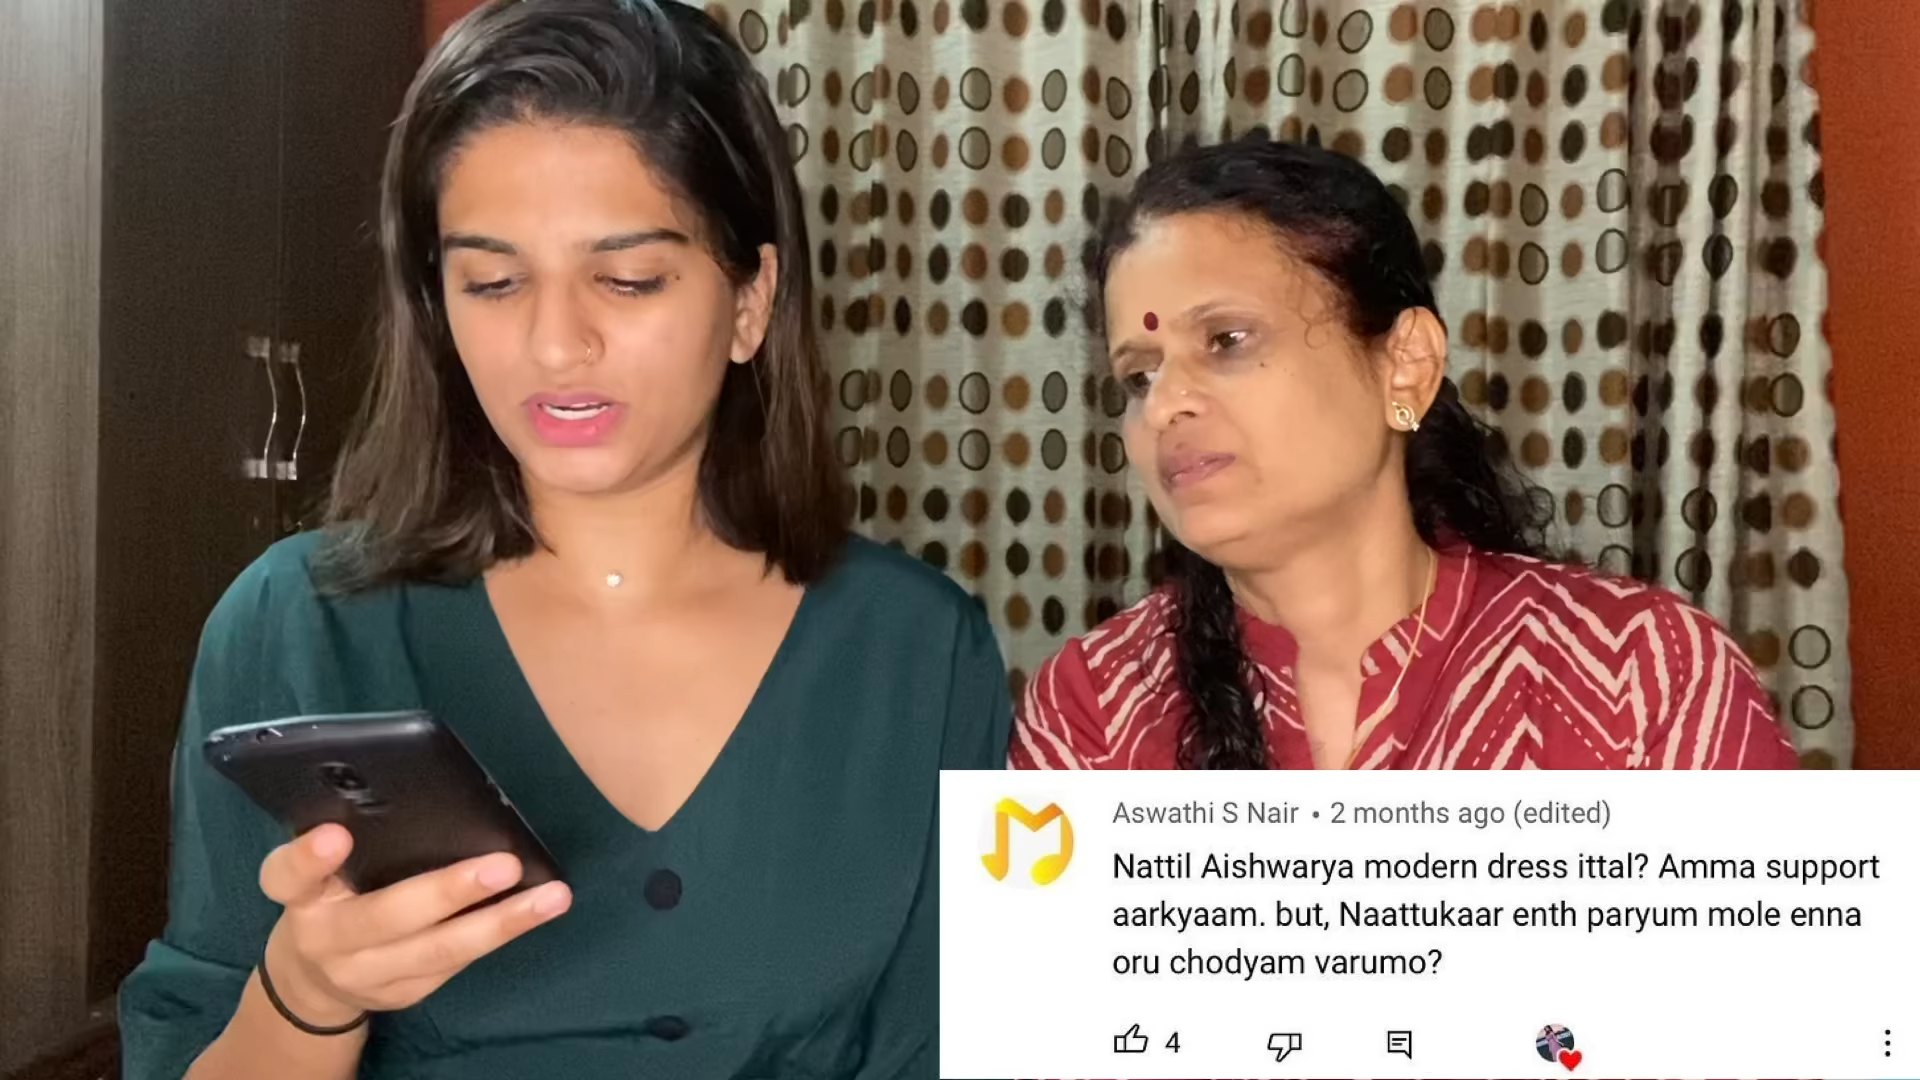 Aswathi S Nair • 2 months ago (edited)
Nattil Aishwarya modern dress ittal? Amma support
aarkyaam. but, Naattukaar enth paryum mole enna
oru chodyam varumo?
4